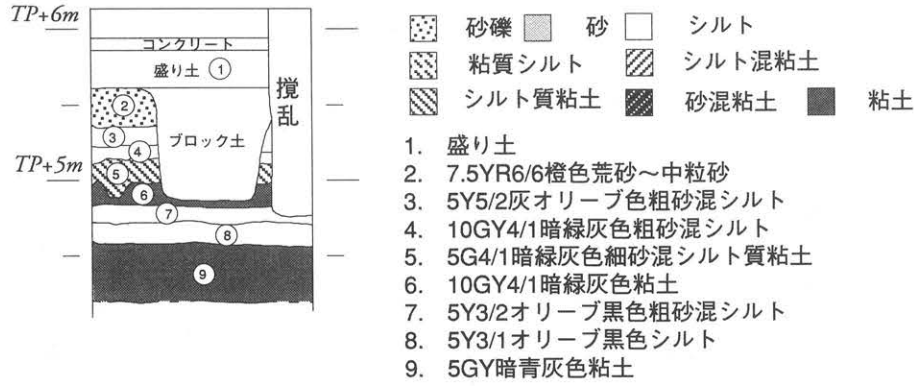 TP+6m
コンクリート
盛り土 ①
攪乱
②
ブロック土
③
④
TP+5m
⑤
⑥
⑦
⑧
⑨
砂礫 砂 シルト
粘質シルト シルト混粘土
シルト質粘土 砂混粘土 粘土
1. 盛り土
2. 7.5YR6/6橙色荒砂～中粒砂
3. 5Y5/2灰オリーブ色粗砂混シルト
4. 10GY4/1暗緑灰色粗砂混シルト
5. 5G4/1暗緑灰色細砂混シルト質粘土
6. 10GY4/1暗緑灰色粘土
7. 5Y3/2オリーブ黒色粗砂混シルト
8. 5Y3/1オリーブ黒色シルト
9. 5GY暗青灰色粘土